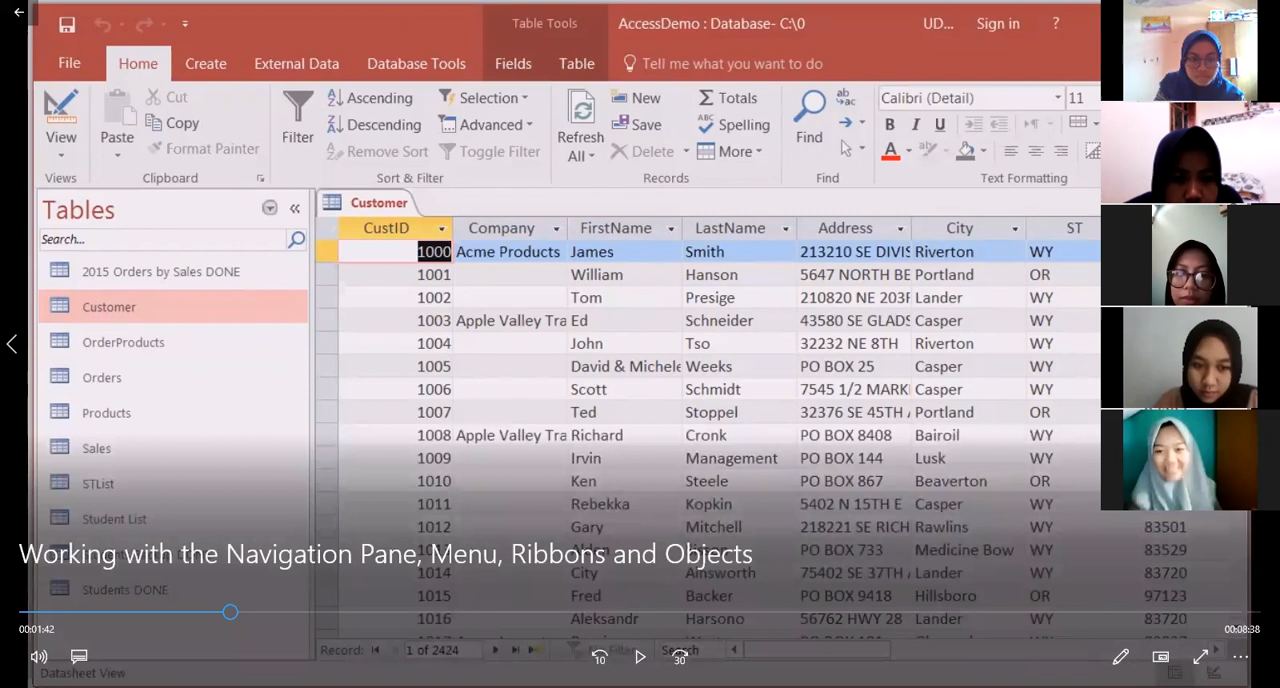 Table Tools
AccessDemo : Database- C:\0
UD...
Sign in
?
File
Home
Create
External Data
Database Tools
Fields
Table
Tell me what you want to do
View
Views
Paste
Cut
Copy
Format Painter
Clipboard
Filter
Ascending
Descending
Remove Sort
Selection
Advanced
Toggle Filter
Sort & Filter
Refresh
All
New
Save
Delete
Totals
Spelling
More
Records
Find
Find
Calibri (Detail)
11
B I U
A
Text Formatting
Tables
Search...
2015 Orders by Sales DONE
Customer
OrderProducts
Orders
Products
Sales
STList
Student List
Students DONE
Customer
CustID Company FirstName LastName Address City ST
1000 Acme Products James Smith 213210 SE DIVIS Riverton WY
1001 William Hanson 5647 NORTH BE Portland OR
1002 Tom Presige 210820 NE 203F Lander WY
1003 Apple Valley Tra Ed Schneider 43580 SE GLADS Casper WY
1004 John Tso 32232 NE 8TH Riverton WY
1005 David & Michele Weeks PO BOX 25 Casper WY
1006 Scott Schmidt 7545 1/2 MARK Casper WY
1007 Ted Stoppel 32376 SE 45TH Portland OR
1008 Apple Valley Tra Richard Cronk PO BOX 8408 Bairoil WY
1009 Irvin Management PO BOX 144 Lusk WY
1010 Ken Steele PO BOX 867 Beaverton OR
1011 Rebekka Kopkin 5402 N 15TH E Casper WY
1012 Gary Mitchell 218221 SE RICH Rawlins WY 83501
PO BOX 733 Medicine Bow WY 83529
1014 City Ainsworth 75402 SE 37TH Lander WY 83720
1015 Fred Backer PO BOX 9418 Hillsboro OR 97123
1016 Aleksandr Harsono 56762 HWY 28 Lander WY 83720
Working with the Navigation Pane, Menu, Ribbons and Objects
00:01:42
00:08:38
Record:
1 of 2424
Search
10
30
Datasheet View